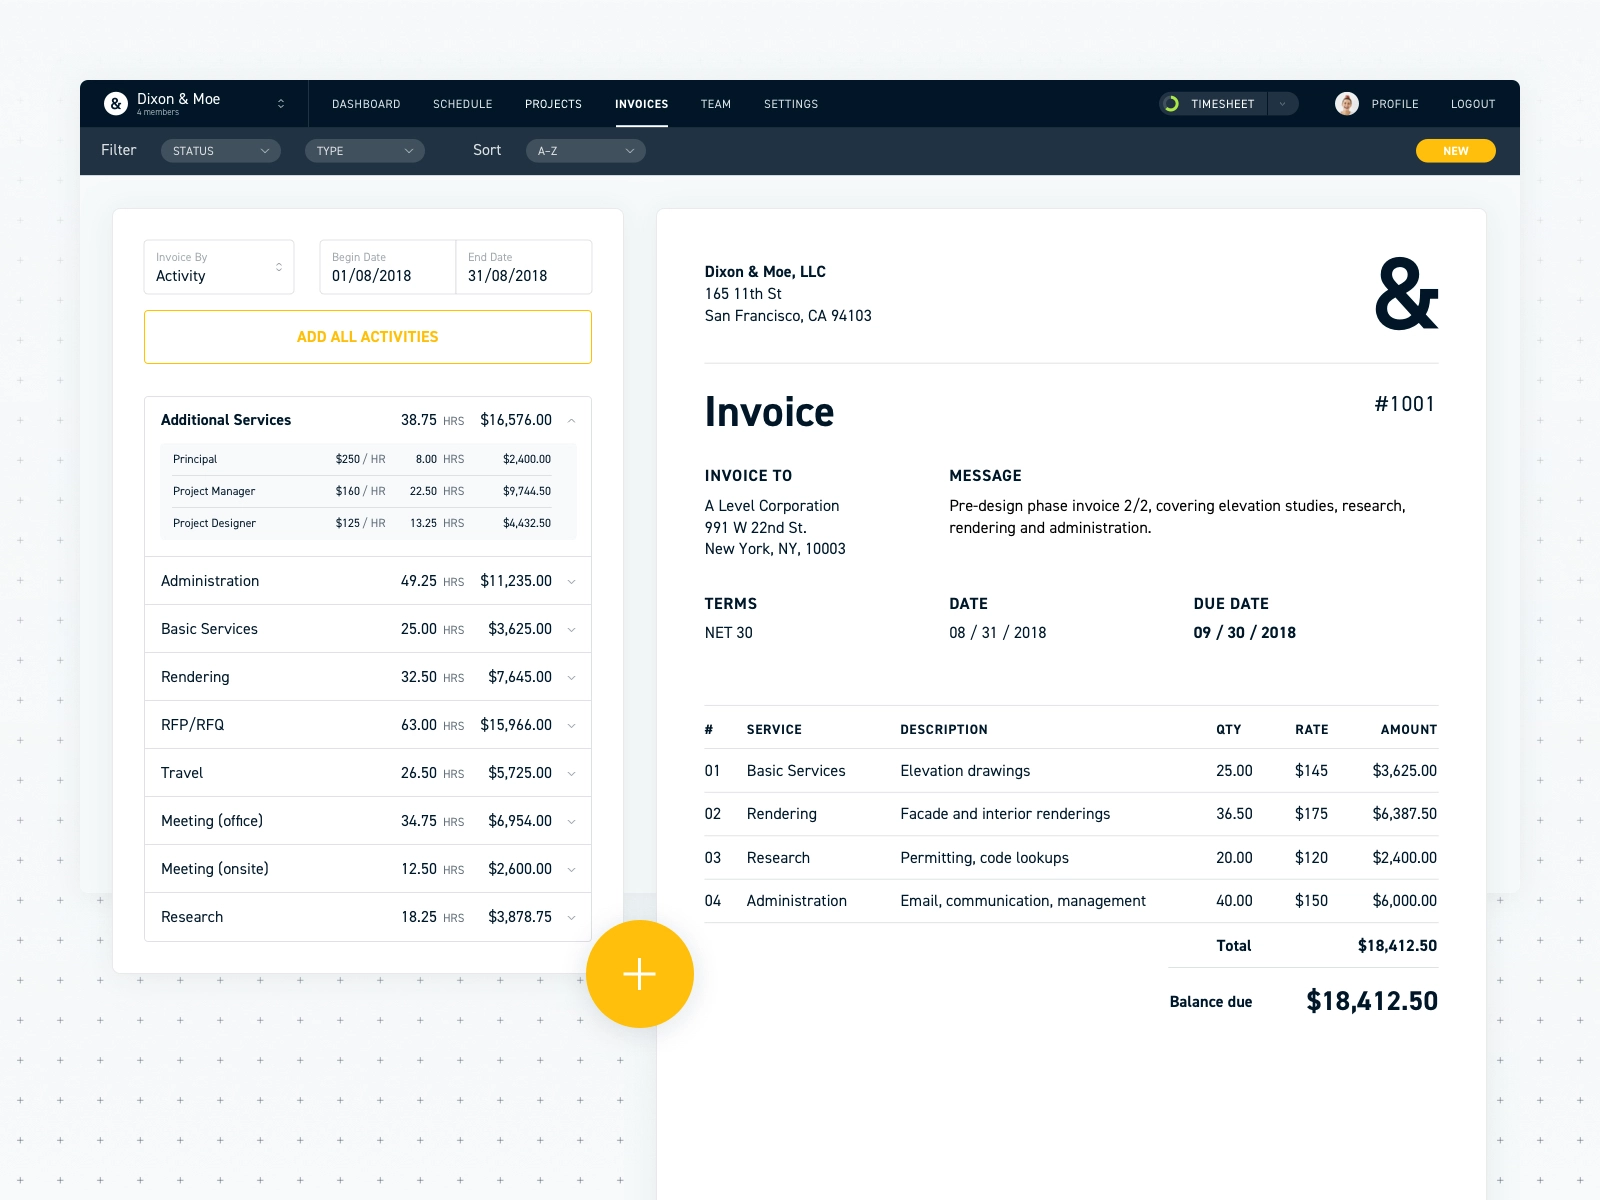 & Dixon & Moe
4 members
DASHBOARD SCHEDULE PROJECTS INVOICES TEAM SETTINGS
TIMESHEET
PROFILE LOGOUT
Filter STATUS TYPE Sort A–Z NEW
Invoice By
Activity
Begin Date
01/08/2018
End Date
31/08/2018
ADD ALL ACTIVITIES
Additional Services 38.75 HRS $16,576.00
Principal $250 / HR 8.00 HRS $2,400.00
Project Manager $160 / HR 22.50 HRS $9,744.50
Project Designer $125 / HR 13.25 HRS $4,432.50
Administration 49.25 HRS $11,235.00
Basic Services 25.00 HRS $3,625.00
Rendering 32.50 HRS $7,645.00
RFP/RFQ 63.00 HRS $15,966.00
Travel 26.50 HRS $5,725.00
Meeting (office) 34.75 HRS $6,954.00
Meeting (onsite) 12.50 HRS $2,600.00
Research 18.25 HRS $3,878.75
Dixon & Moe, LLC
165 11th St
San Francisco, CA 94103
&
Invoice #1001
INVOICE TO
A Level Corporation
991 W 22nd St.
New York, NY, 10003
MESSAGE
Pre-design phase invoice 2/2, covering elevation studies, research,
rendering and administration.
TERMS
NET 30
DATE
08 / 31 / 2018
DUE DATE
09 / 30 / 2018
# SERVICE DESCRIPTION QTY RATE AMOUNT
01 Basic Services Elevation drawings 25.00 $145 $3,625.00
02 Rendering Facade and interior renderings 36.50 $175 $6,387.50
03 Research Permitting, code lookups 20.00 $120 $2,400.00
04 Administration Email, communication, management 40.00 $150 $6,000.00
Total $18,412.50
Balance due $18,412.50